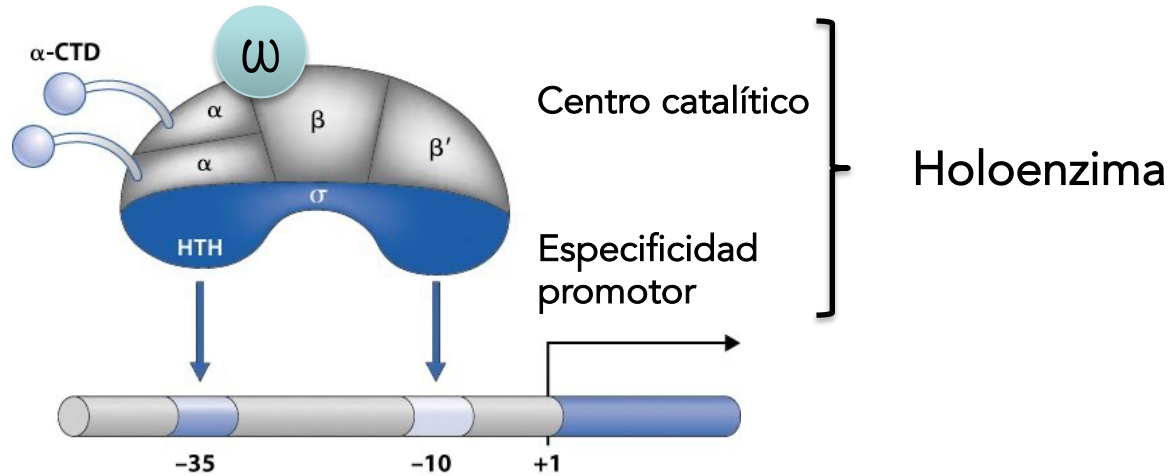 α-CTD
ω
α
β
β′
α
σ
HTH
Centro catalítico
Especificidad
promotor
Holoenzima
–35
–10
+1